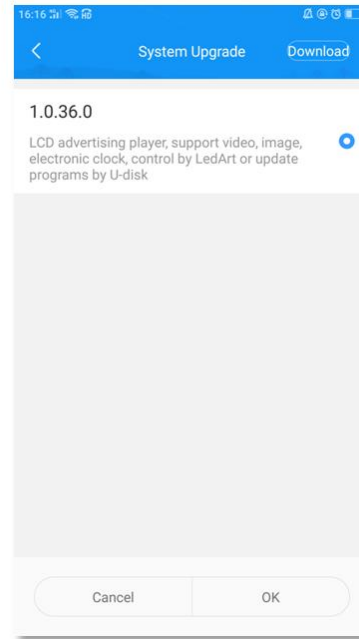 16:16 HD
System Upgrade
Download
1.0.36.0
LCD advertising player, support video, image,
electronic clock, control by LedArt or update
programs by U-disk
Cancel
OK